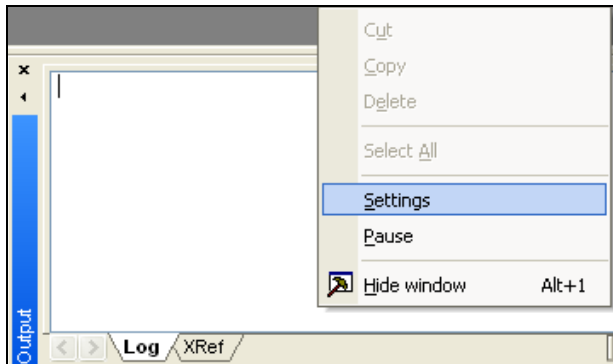 Cut
Copy
Delete
Select All
Settings
Pause
Hide window Alt+1
Output
Log XRef